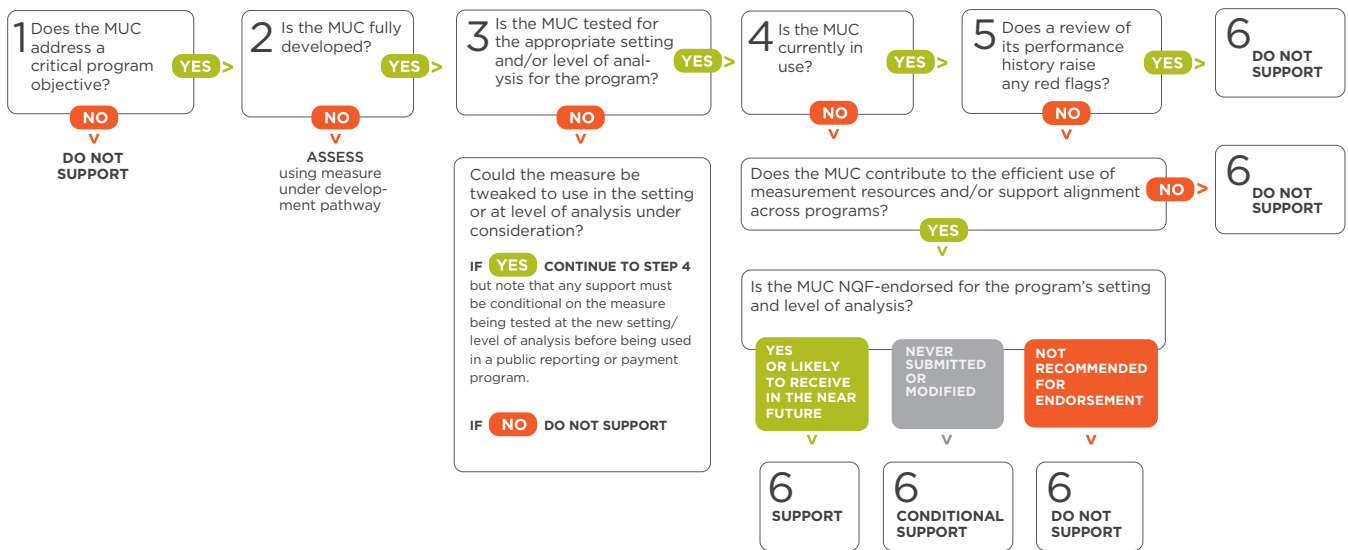 1 Does the MUC
address a
critical program
objective?
YES >
NO
v
DO NOT
SUPPORT
2 Is the MUC fully
developed?
YES >
NO
v
ASSESS
using measure
under develop-
ment pathway
3 Is the MUC tested for
the appropriate setting
and/or level of anal-
ysis for the program?
YES >
NO
v
Could the measure be
tweaked to use in the setting
or at level of analysis under
consideration?
IF YES CONTINUE TO STEP 4
but note that any support must
be conditional on the measure
being tested at the new setting/
level of analysis before being used
in a public reporting or payment
program.
IF NO DO NOT SUPPORT
4 Is the MUC
currently in
use?
YES >
NO
v
5 Does a review of
its performance
history raise
any red flags?
YES >
NO
v
6 DO NOT
SUPPORT
Does the MUC contribute to the efficient use of
measurement resources and/or support alignment
across programs?
NO >
6 DO NOT
SUPPORT
YES
v
Is the MUC NQF-endorsed for the program's setting
and level of analysis?
YES
OR LIKELY
TO RECEIVE
IN THE NEAR
FUTURE
v
6
SUPPORT
NEVER
SUBMITTED
OR
MODIFIED
v
6
CONDITIONAL
SUPPORT
NOT
RECOMMENDED
FOR
ENDORSEMENT
v
6
DO NOT
SUPPORT